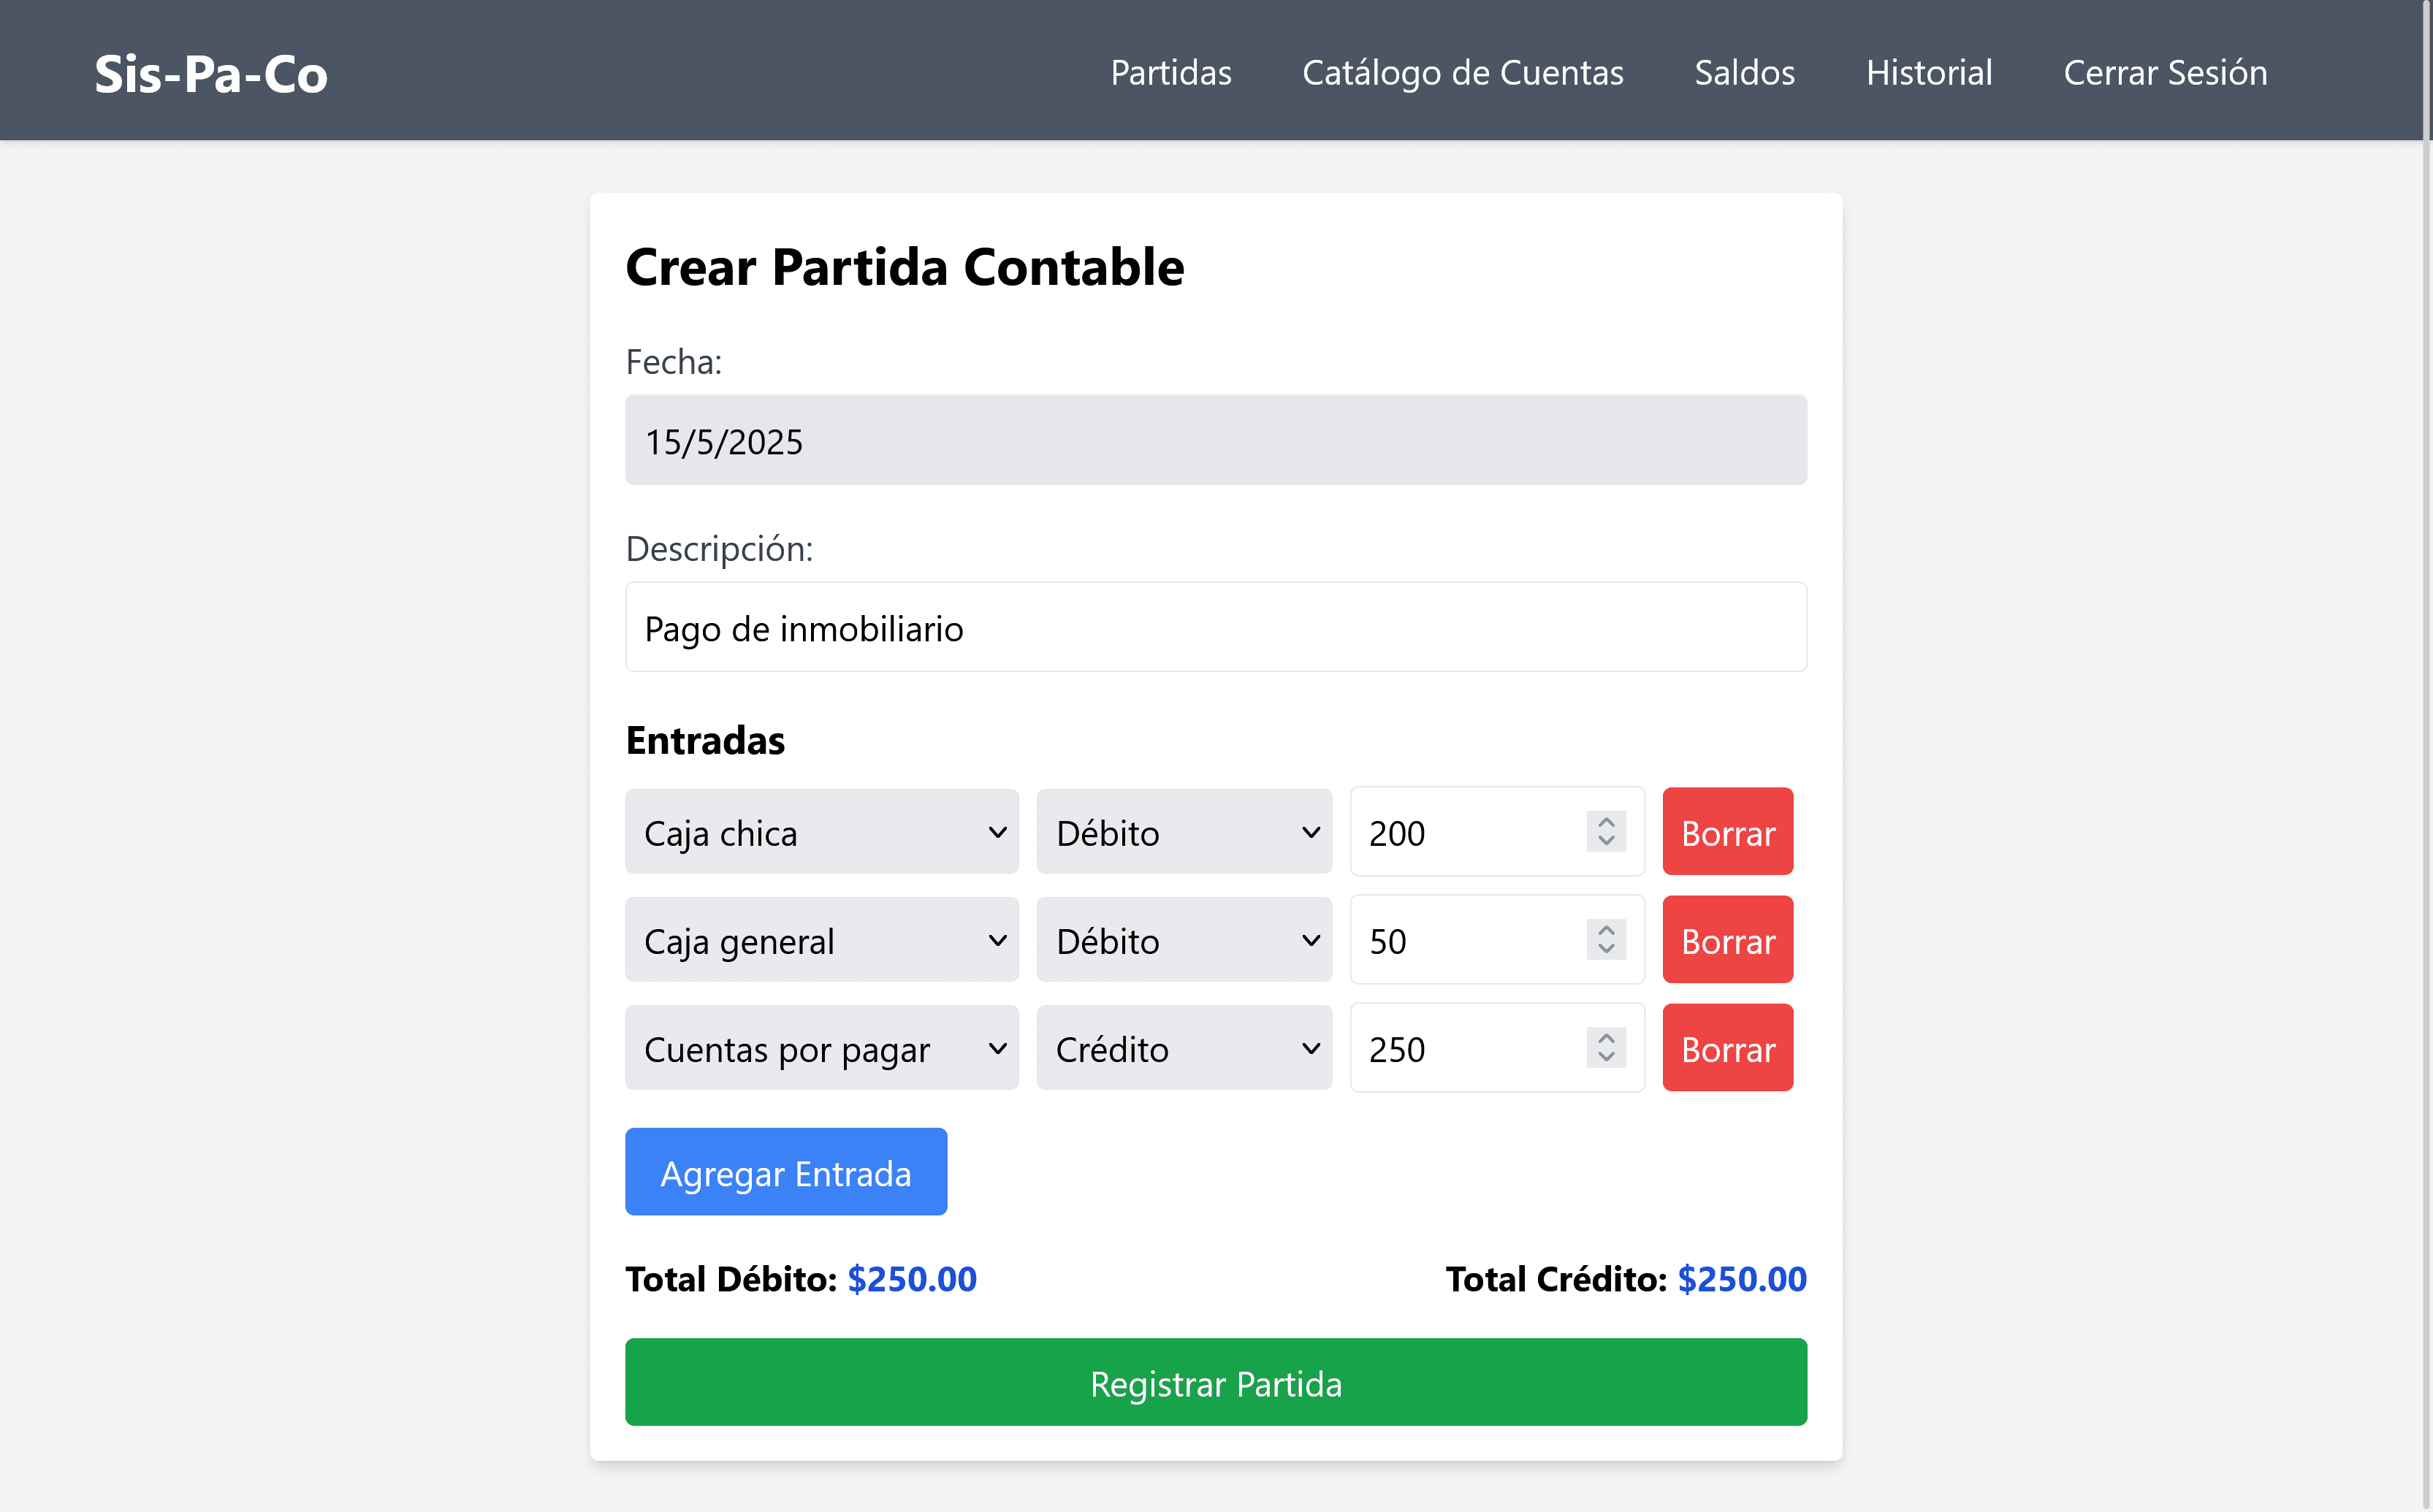 Sis-Pa-Co Partidas Catálogo de Cuentas Saldos Historial Cerrar Sesión
Crear Partida Contable
Fecha:
15/5/2025
Descripción:
Pago de inmobiliario
Entradas
Caja chica Débito 200 Borrar
Caja general Débito 50 Borrar
Cuentas por pagar Crédito 250 Borrar
Agregar Entrada
Total Débito: $250.00 Total Crédito: $250.00
Registrar Partida